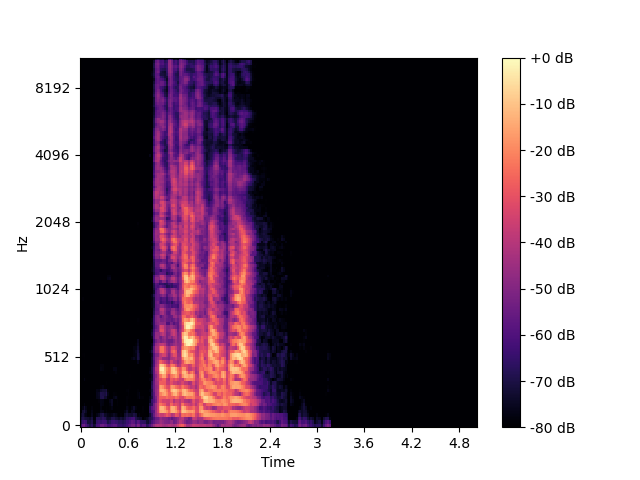 8192
4096
2048
1024
512
0
Hz
0 0.6 1.2 1.8 2.4 3 3.6 4.2 4.8
Time
+0 dB
-10 dB
-20 dB
-30 dB
-40 dB
-50 dB
-60 dB
-70 dB
-80 dB